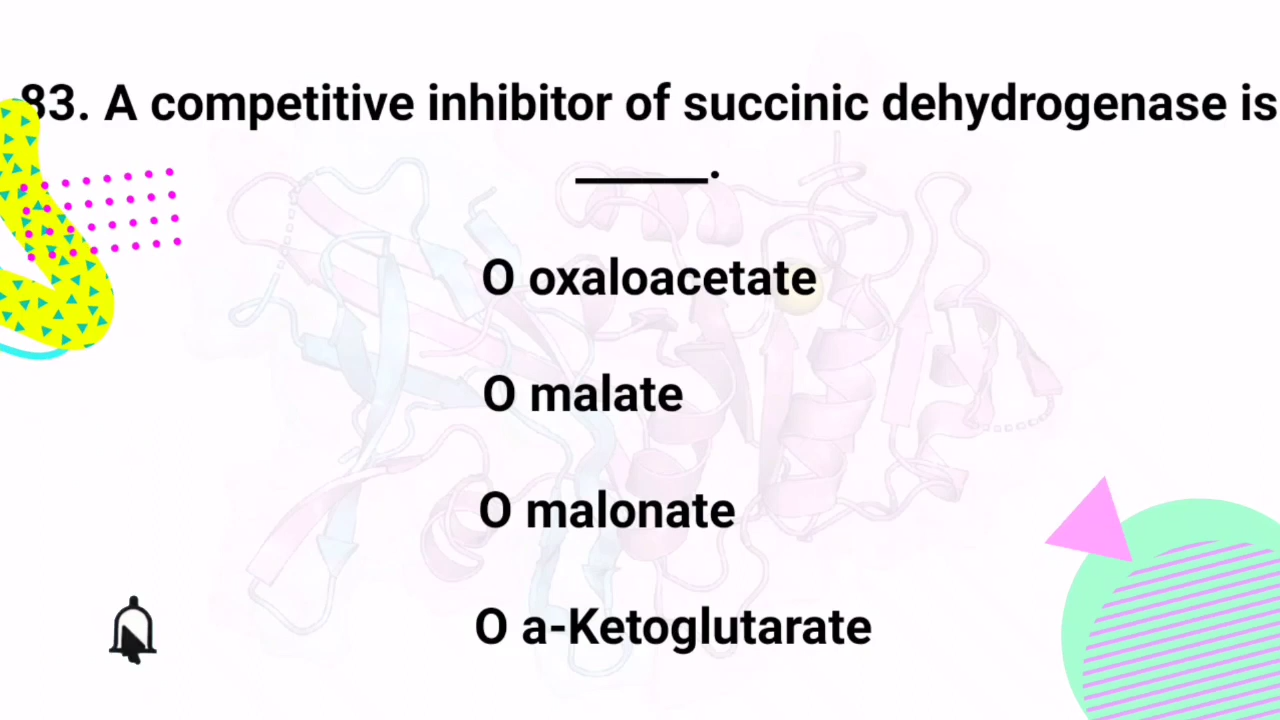 83. A competitive inhibitor of succinic dehydrogenase is
______.
O oxaloacetate
O malate
O malonate
O a-Ketoglutarate